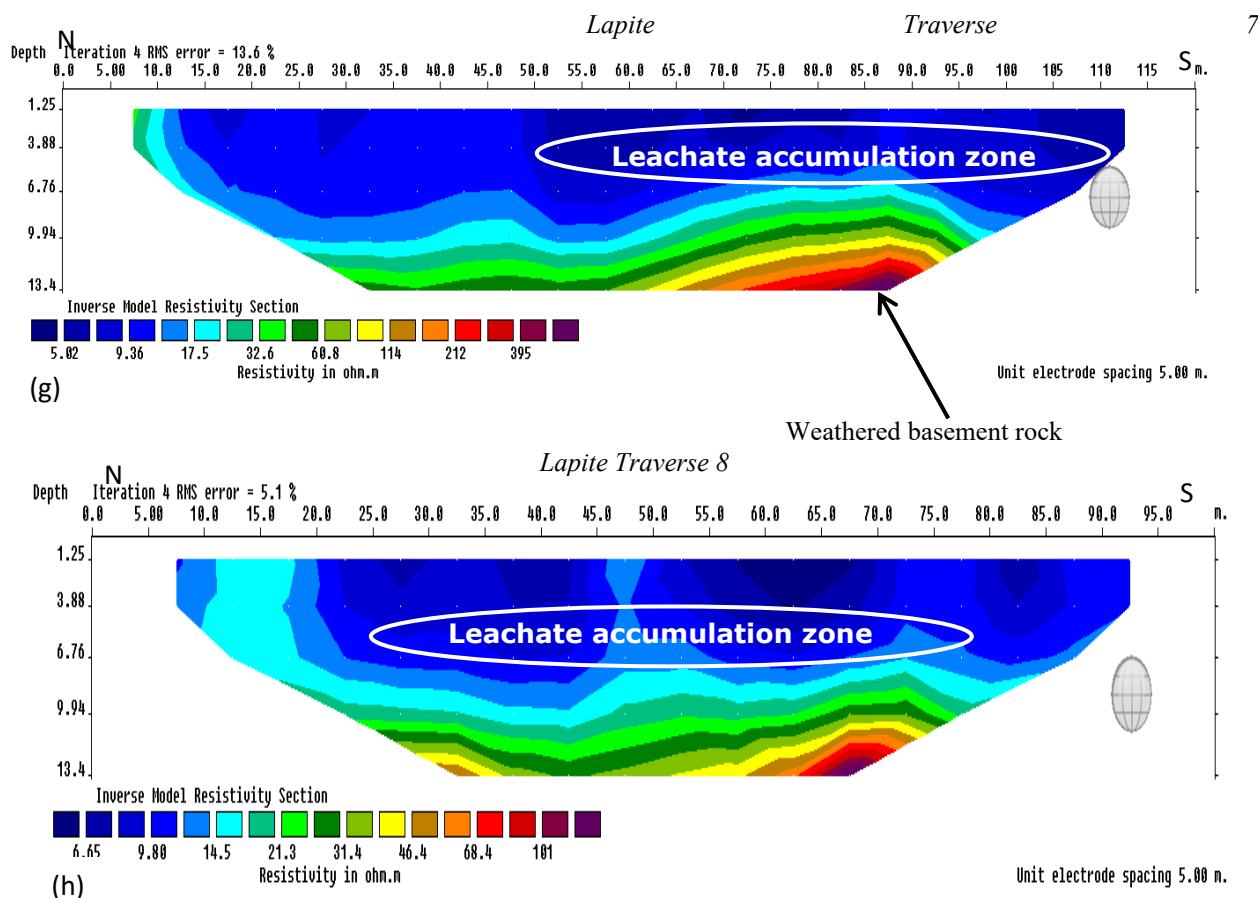 Lapite Traverse 7
N
Depth Iteration 4 RMS error = 13.6 %
0.0 5.00 10.0 15.0 20.0 25.0 30.0 35.0 40.0 45.0 50.0 55.0 60.0 65.0 70.0 75.0 80.0 85.0 90.0 95.0 100 105 110 115 S m.
1.25
3.88
Leachate accumulation zone
6.76
9.94
13.4
Inverse Model Resistivity Section
5.02 9.36 17.5 32.6 60.8 114 212 395
Resistivity in ohm.m
Unit electrode spacing 5.00 m.
(g)
Weathered basement rock
Lapite Traverse 8
N
Depth Iteration 4 RMS error = 5.1 %
S
0.0 5.00 10.0 15.0 20.0 25.0 30.0 35.0 40.0 45.0 50.0 55.0 60.0 65.0 70.0 75.0 80.0 85.0 90.0 95.0 m.
1.25
3.88
Leachate accumulation zone
6.76
9.94
13.4
Inverse Model Resistivity Section
6.65 9.80 14.5 21.3 31.4 46.4 68.4 101
Resistivity in ohm.m
Unit electrode spacing 5.00 m.
(h)